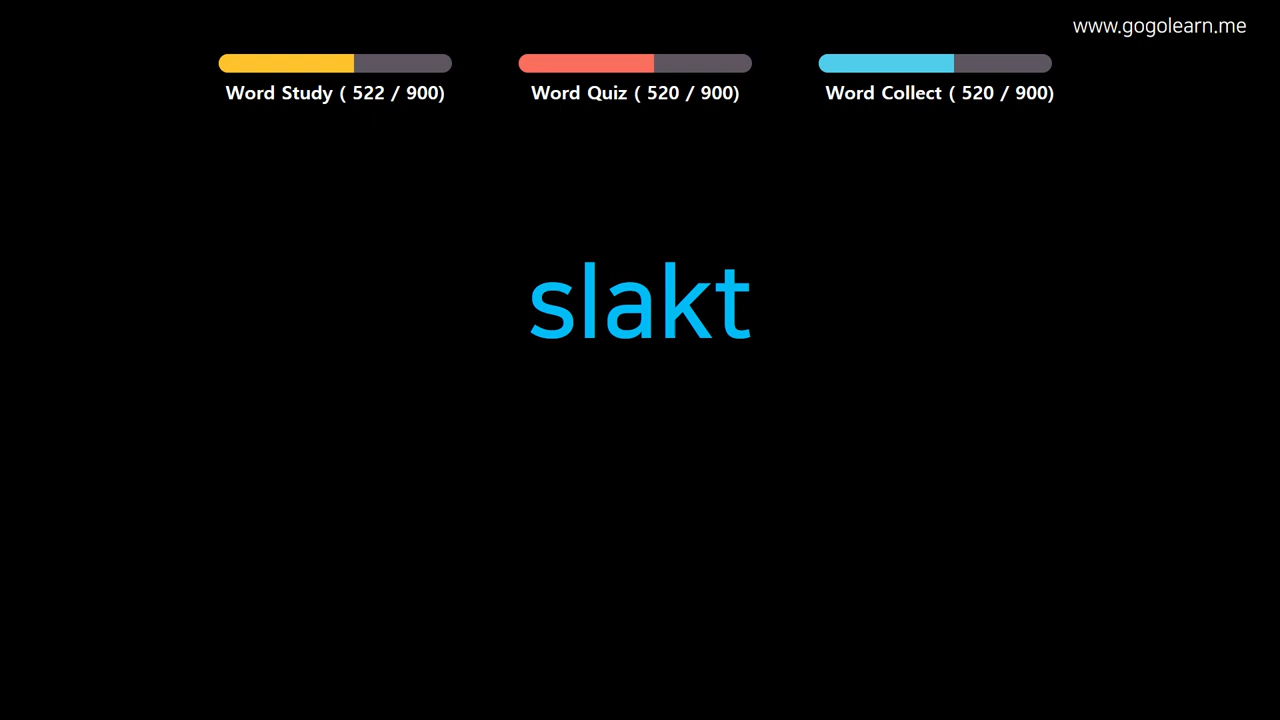 www.gogolearn.me
Word Study ( 522 / 900)
Word Quiz ( 520 / 900)
Word Collect ( 520 / 900)
slakt